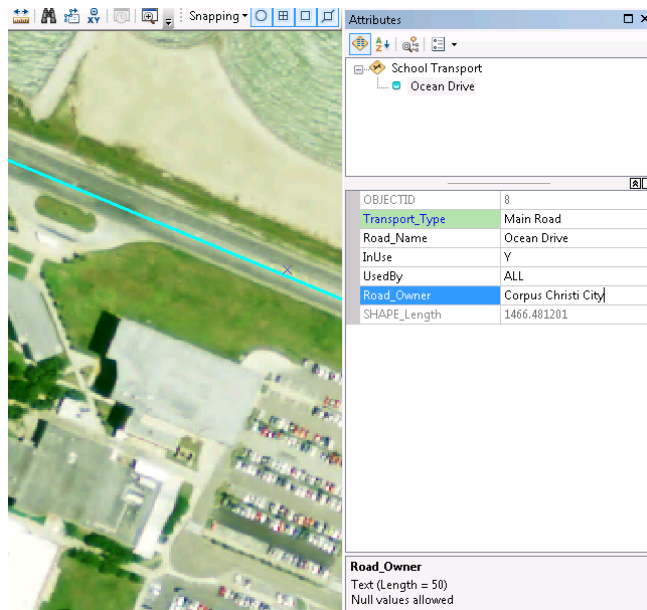 XY
Snapping
Attributes
School Transport
Ocean Drive
OBJECTID 8
Transport_Type Main Road
Road_Name Ocean Drive
InUse Y
UsedBy ALL
Road_Owner Corpus Christi City
SHAPE_Length 1466.481201
Road_Owner
Text (Length = 50)
Null values allowed